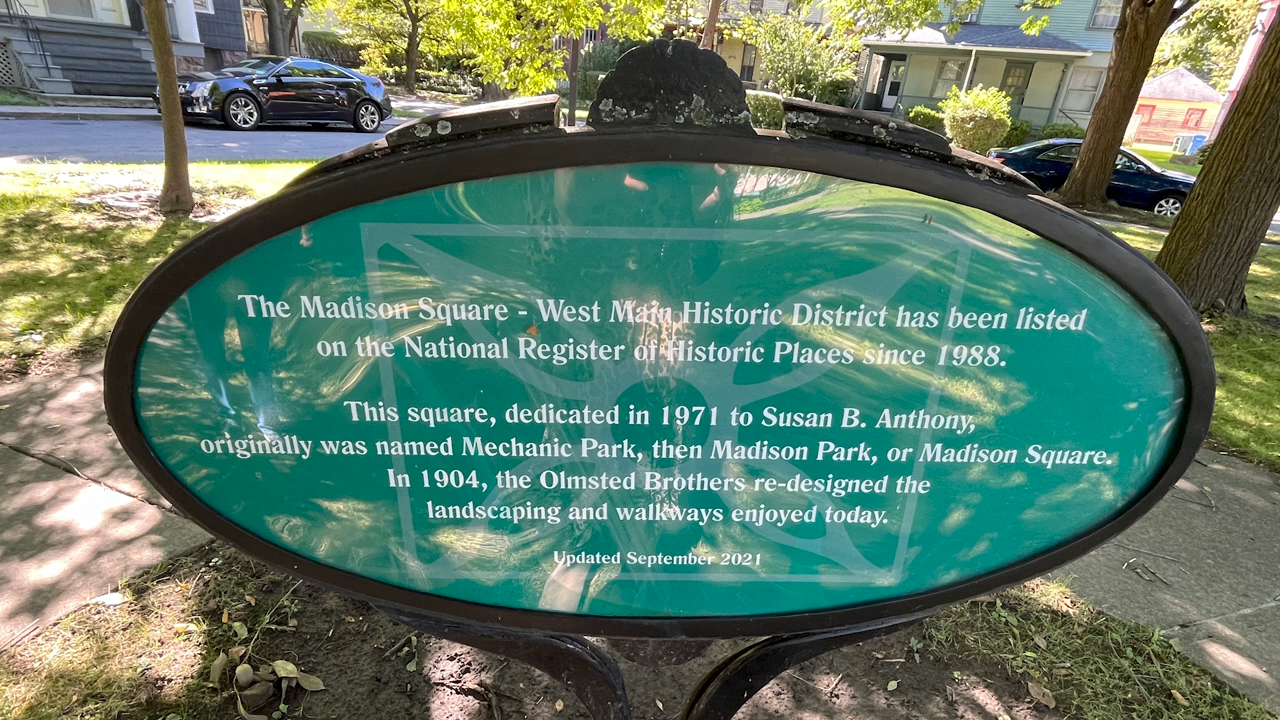 The Madison Square - West Main Historic District has been listed
on the National Register of Historic Places since 1988.
This square, dedicated in 1971 to Susan B. Anthony,
originally was named Mechanic Park, then Madison Park, or Madison Square.
In 1904, the Olmsted Brothers re-designed the
landscaping and walkways enjoyed today.
Updated September 2021